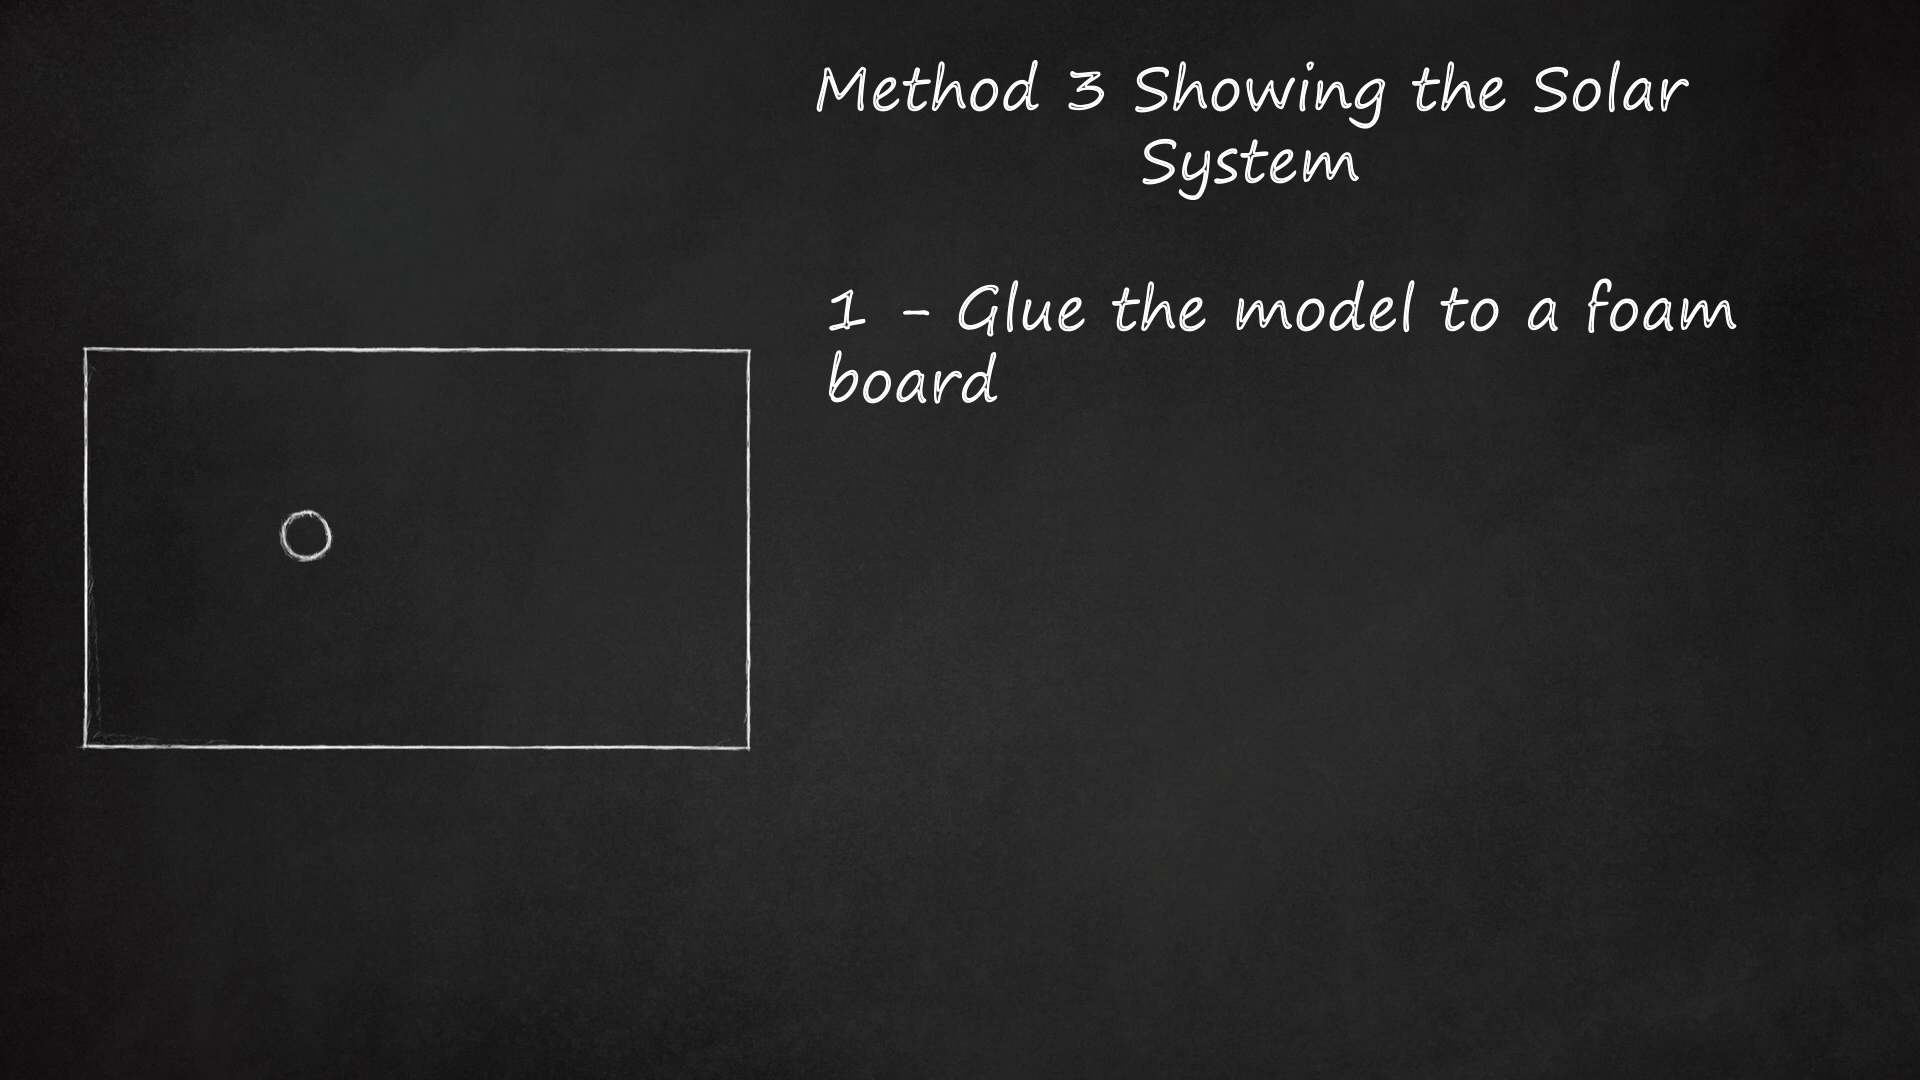 Method 3 Showing the Solar
System
1 - Glue the model to a foam
board